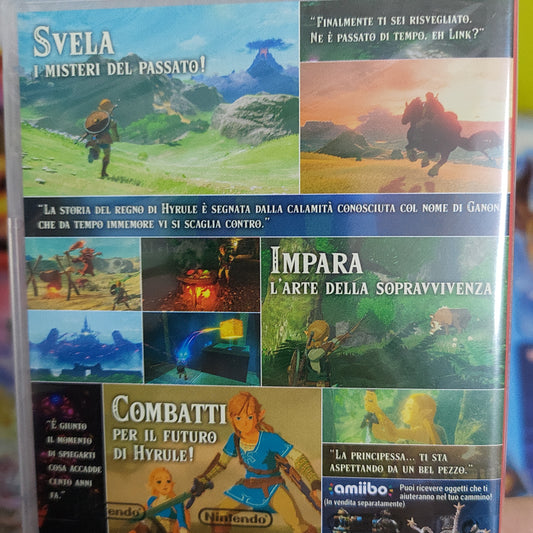 SVELA
I MISTERI DEL PASSATO!
“FINALMENTE TI SEI RISVEGLIATO.
NE È PASSATO DI TEMPO, EH LINK?”
“LA STORIA DEL REGNO DI HYRULE È SEGNATA DALLA CALAMITÀ CONOSCIUTA COL NOME DI GANON,
CHE DA TEMPO IMMEMORE VI SI SCAGLIA CONTRO.”
IMPARA
L'ARTE DELLA SOPRAVVIVENZA
“È GIUNTO
IL MOMENTO
DI SPIEGARTI
COSA ACCADDE
CENTO ANNI
FA.”
COMBATTI
PER IL FUTURO
DI HYRULE!
endo
Nintendo
“LA PRINCIPESSA... TI STA
ASPETTANDO DA UN BEL PEZZO.”
amiibo
(In vendita separatamente)
Puoi ricevere oggetti che ti
aiuteranno nel tuo cammino!